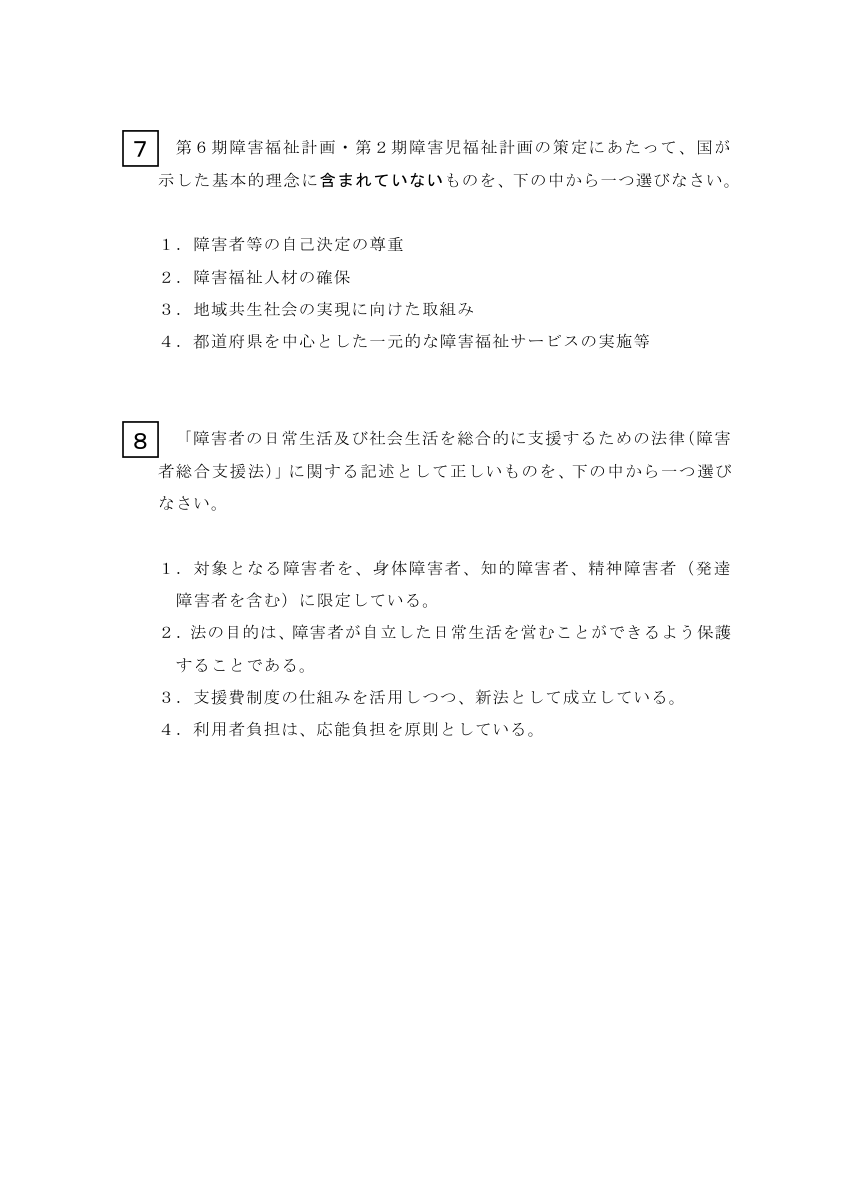 7 第６期障害福祉計画・第２期障害児福祉計画の策定にあたって、国が
示した基本的理念に含まれていないものを、下の中から一つ選びなさい。
１．障害者等の自己決定の尊重
２．障害福祉人材の確保
３．地域共生社会の実現に向けた取組み
４．都道府県を中心とした一元的な障害福祉サービスの実施等
8 「障害者の日常生活及び社会生活を総合的に支援するための法律（障害
者総合支援法）」に関する記述として正しいものを、下の中から一つ選び
なさい。
１．対象となる障害者を、身体障害者、知的障害者、精神障害者（発達
障害者を含む）に限定している。
２．法の目的は、障害者が自立した日常生活を営むことができるよう保護
することである。
３．支援費制度の仕組みを活用しつつ、新法として成立している。
４．利用者負担は、応能負担を原則としている。